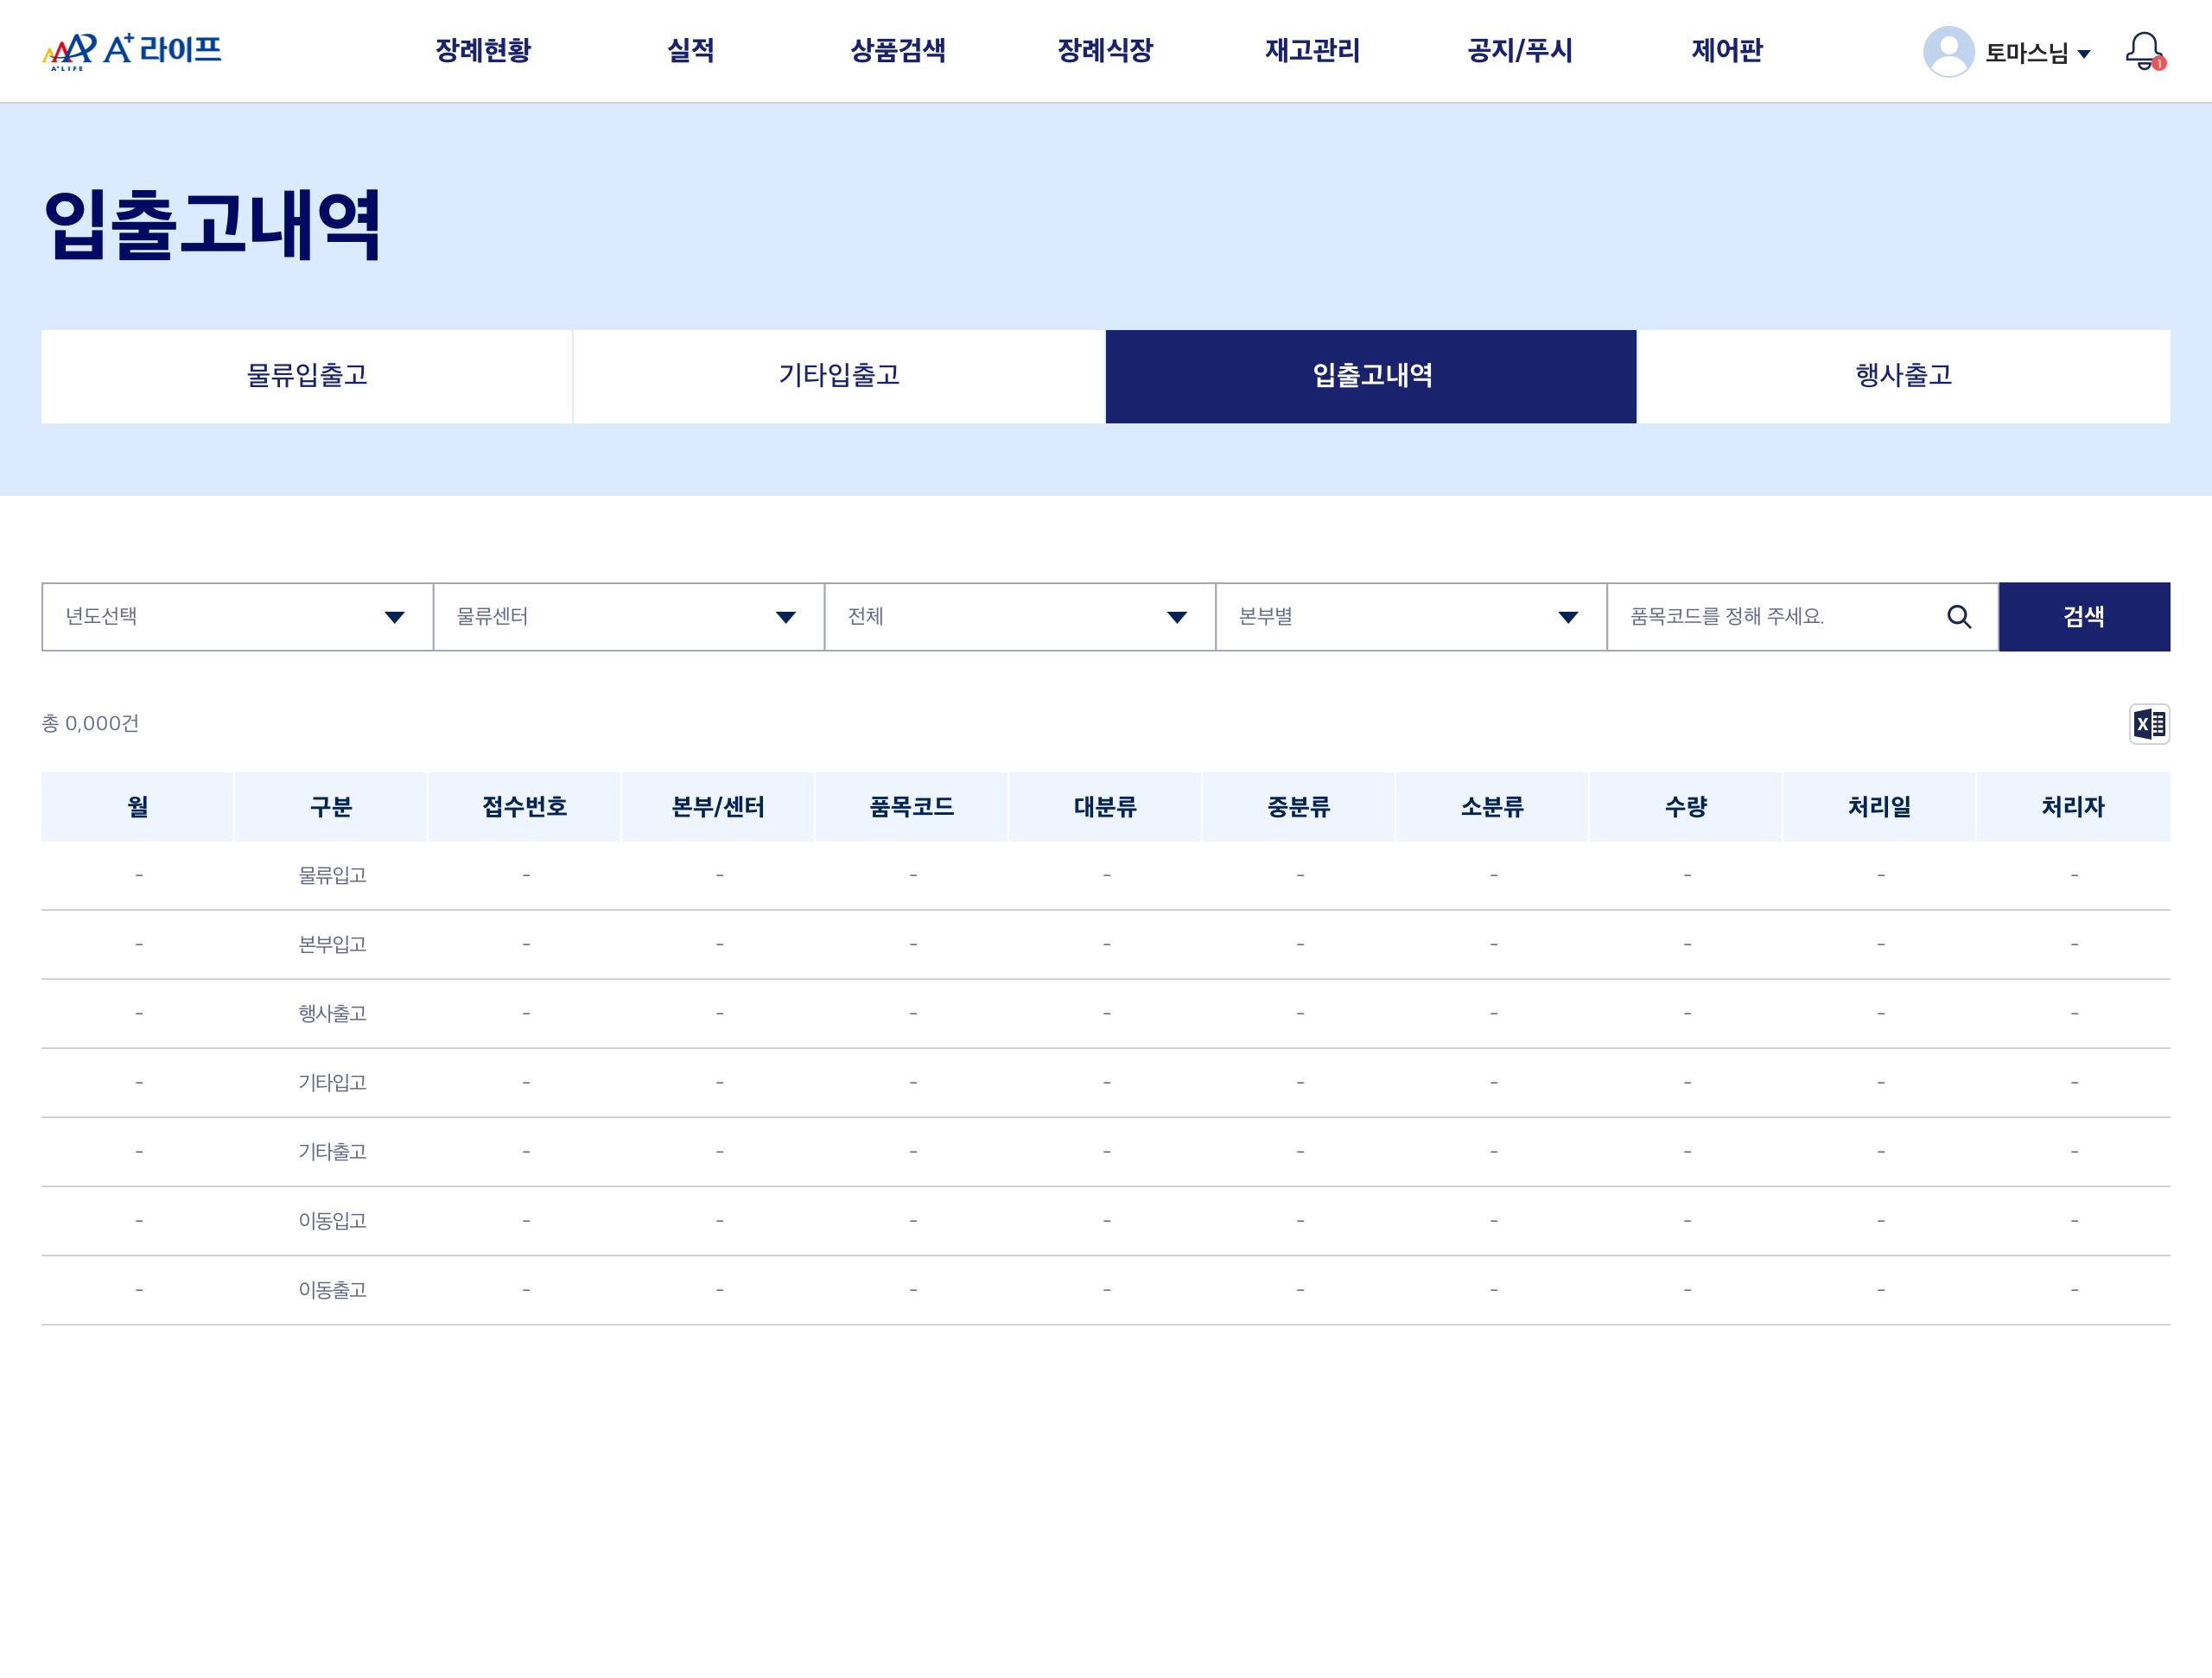 A+ LIFE A+ 라이프 장례현황 실적 상품검색 장례식장 재고관리 공지/푸시 제어판 토마스님 1
입출고내역
물류입출고 기타입출고 입출고내역 행사출고
년도선택 물류센터 전체 본부별 품목코드를 정해 주세요. 검색
총 0,000건 X
월 구분 접수번호 본부/센터 품목코드 대분류 중분류 소분류 수량 처리일 처리자
- 물류입고 - - - - - - - - -
- 본부입고 - - - - - - - - -
- 행사출고 - - - - - - - - -
- 기타입고 - - - - - - - - -
- 기타출고 - - - - - - - - -
- 이동입고 - - - - - - - - -
- 이동출고 - - - - - - - - -